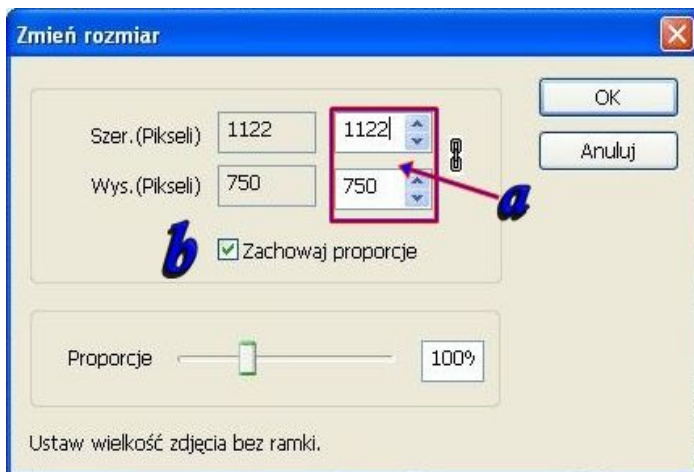 Zmień rozmiar
OK
Szer.(Pikseli) 1122 1122
Anuluj
Wys.(Pikseli) 750 750
a
b Zachowaj proporcje
Proporcje 100%
Ustaw wielkość zdjęcia bez ramki.